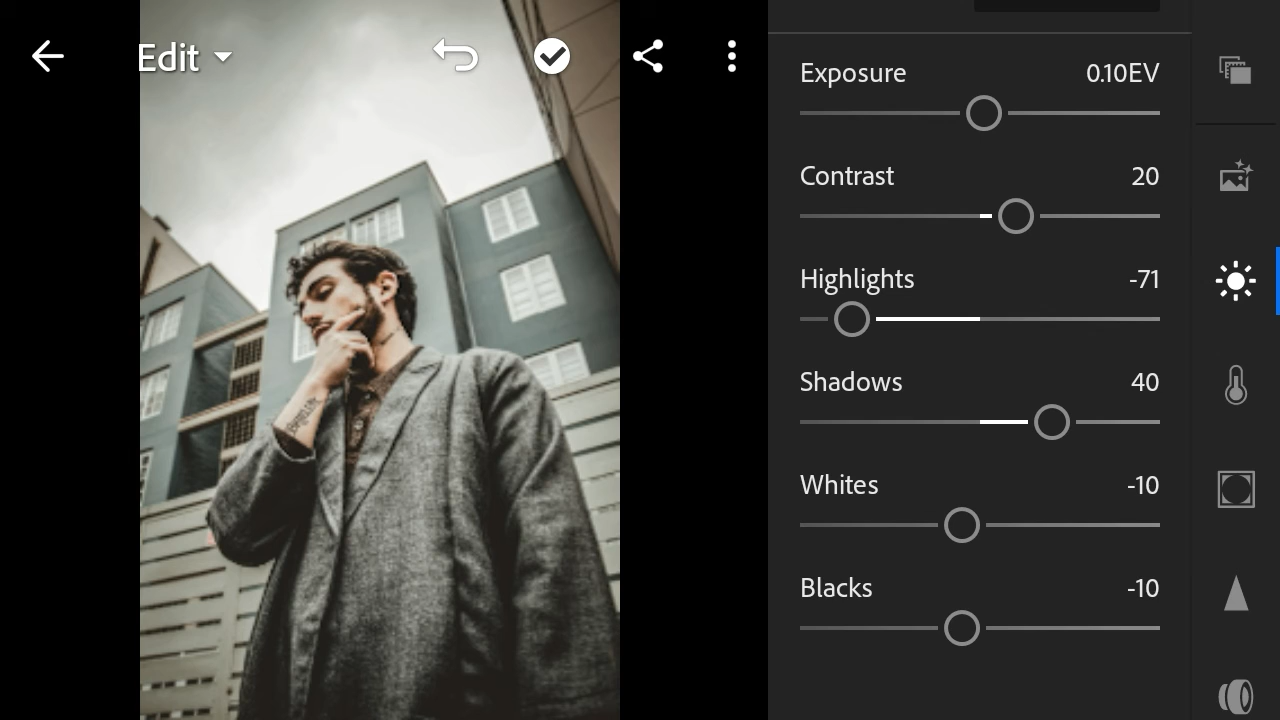 Edit
Exposure 0.10EV
Contrast 20
Highlights -71
Shadows 40
Whites -10
Blacks -10